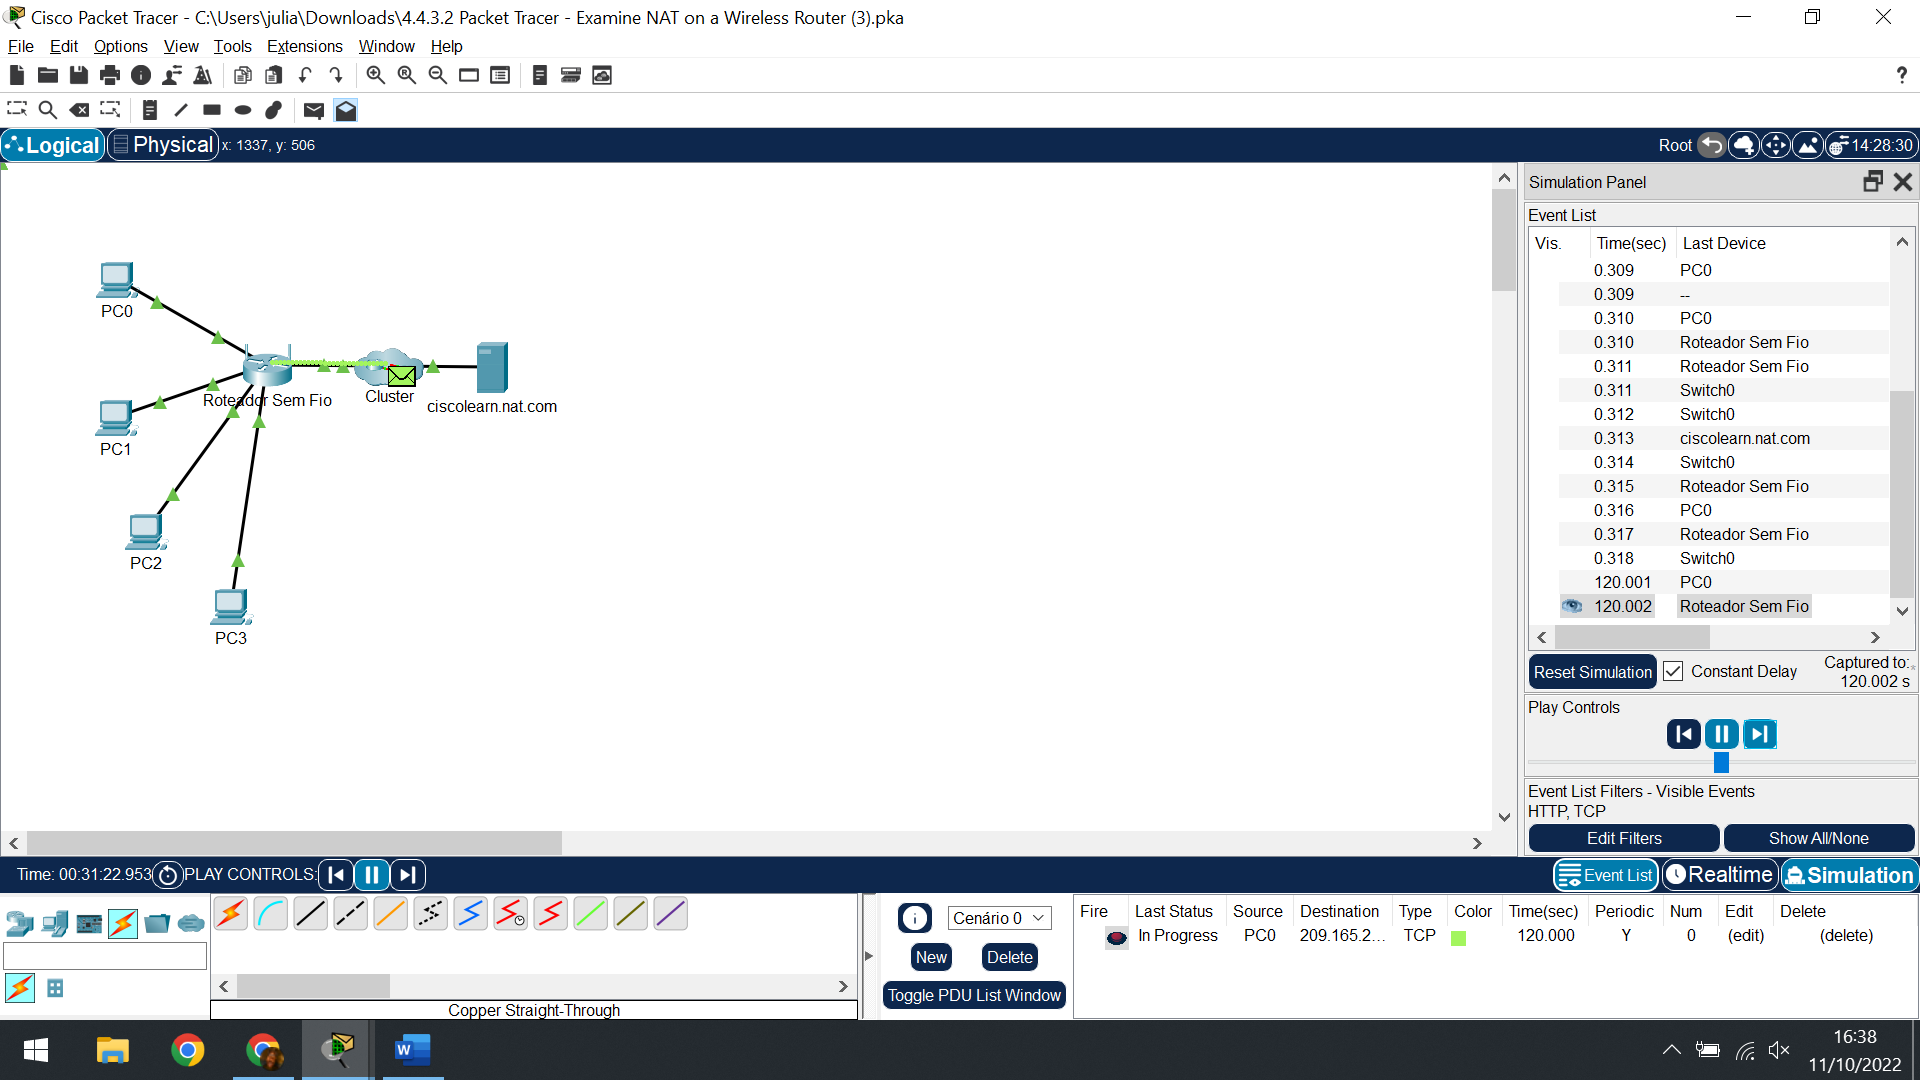 Cisco Packet Tracer - C:\Users\julia\Downloads\4.4.3.2 Packet Tracer - Examine NAT on a Wireless Router (3).pka
File Edit Options View Tools Extensions Window Help
?
Logical Physical x: 1337, y: 506 Root 14:28:30
Simulation Panel
Event List
Vis. Time(sec) Last Device
0.309 PC0
0.309 --
0.310 PC0
0.310 Roteador Sem Fio
0.311 Roteador Sem Fio
0.311 Switch0
0.312 Switch0
0.313 ciscolearn.nat.com
0.314 Switch0
0.315 Roteador Sem Fio
0.316 PC0
0.317 Roteador Sem Fio
0.318 Switch0
120.001 PC0
120.002 Roteador Sem Fio
Reset Simulation Constant Delay Captured to:*
120.002 s
Play Controls
Event List Filters - Visible Events
HTTP, TCP
Edit Filters Show All/None
PC0
Roteador Sem Fio
Cluster
ciscolearn.nat.com
PC1
PC2
PC3
Time: 00:31:22.953 PLAY CONTROLS:
Event List Realtime Simulation
Copper Straight-Through
Cenário 0
New Delete
Toggle PDU List Window
Fire Last Status Source Destination Type Color Time(sec) Periodic Num Edit Delete
In Progress PC0 209.165.2... TCP 120.000 Y 0 (edit) (delete)
W
16:38
11/10/2022